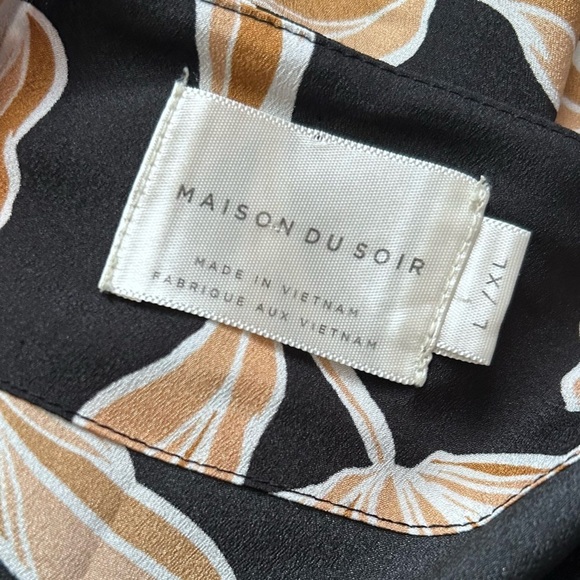 MAISON DU SOIR
MADE IN VIETNAM
FABRIQUE AUX VIETNAM
L/XL